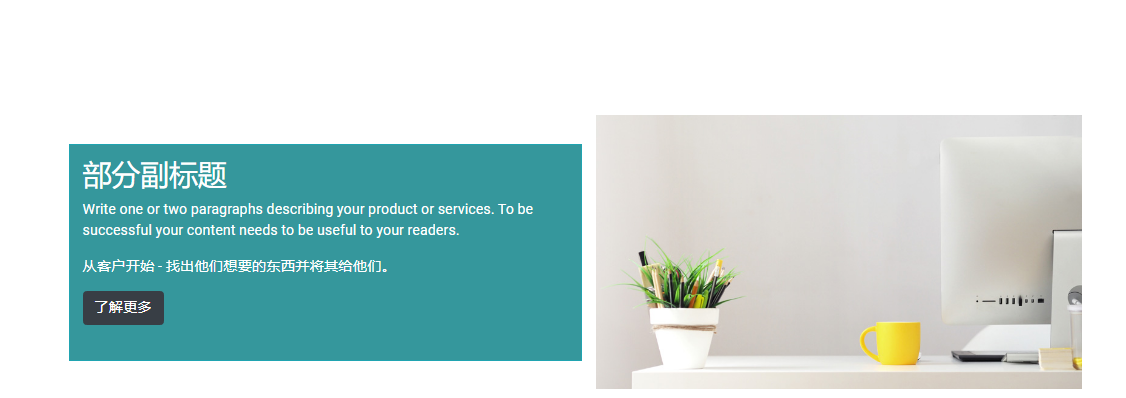 部分副标题
Write one or two paragraphs describing your product or services. To be
successful your content needs to be useful to your readers.
从客户开始 - 找出他们想要的东西并将其给他们。
了解更多